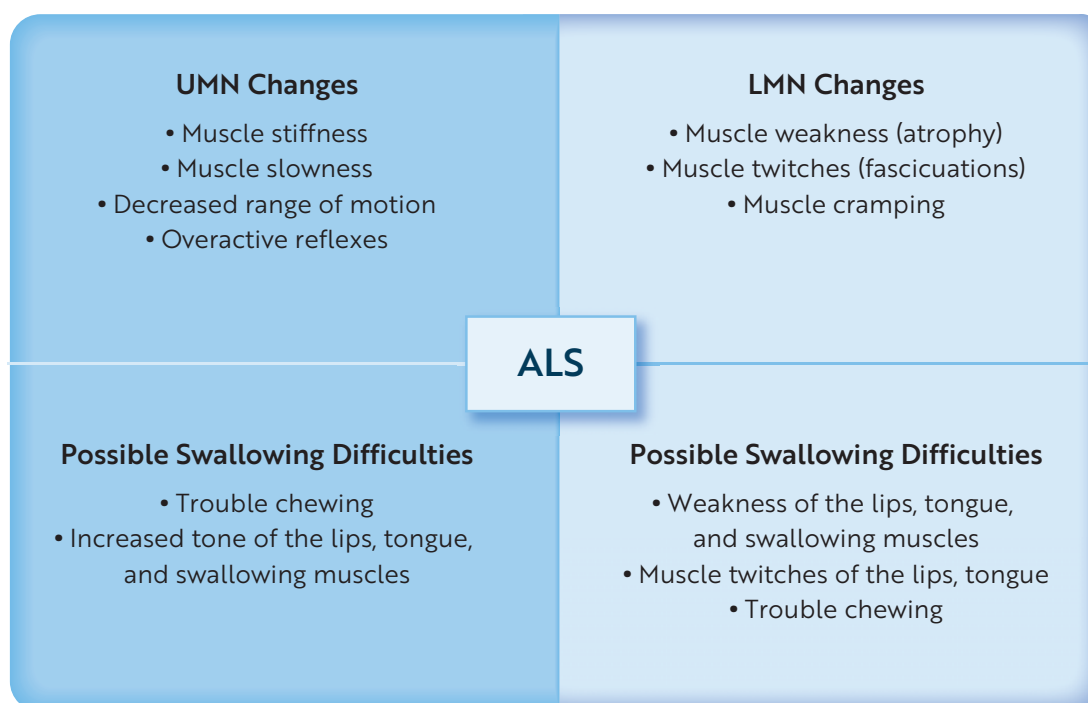 UMN Changes
• Muscle stiffness
• Muscle slowness
• Decreased range of motion
• Overactive reflexes
LMN Changes
• Muscle weakness (atrophy)
• Muscle twitches (fascicuations)
• Muscle cramping
ALS
Possible Swallowing Difficulties
• Trouble chewing
• Increased tone of the lips, tongue,
and swallowing muscles
Possible Swallowing Difficulties
• Weakness of the lips, tongue,
and swallowing muscles
• Muscle twitches of the lips, tongue
• Trouble chewing